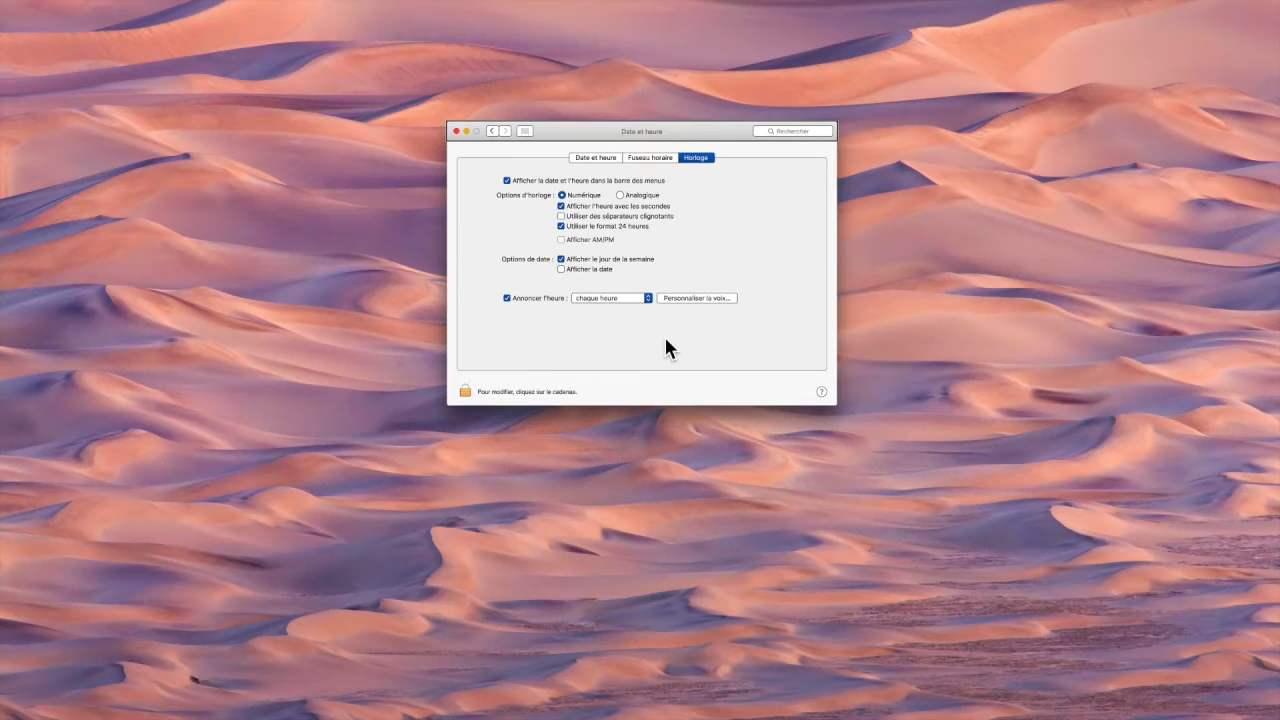 Date et heure
Rechercher
Date et heure Fuseau horaire Horloge
Afficher la date et l'heure dans la barre des menus
Options d'horloge : Numérique Analogique
Afficher l'heure avec les secondes
Utiliser des séparateurs clignotants
Utiliser le format 24 heures
Afficher AM/PM
Options de date : Afficher le jour de la semaine
Afficher la date
Annoncer l'heure : chaque heure Personnaliser la voix...
Pour modifier, cliquez sur le cadenas. ?